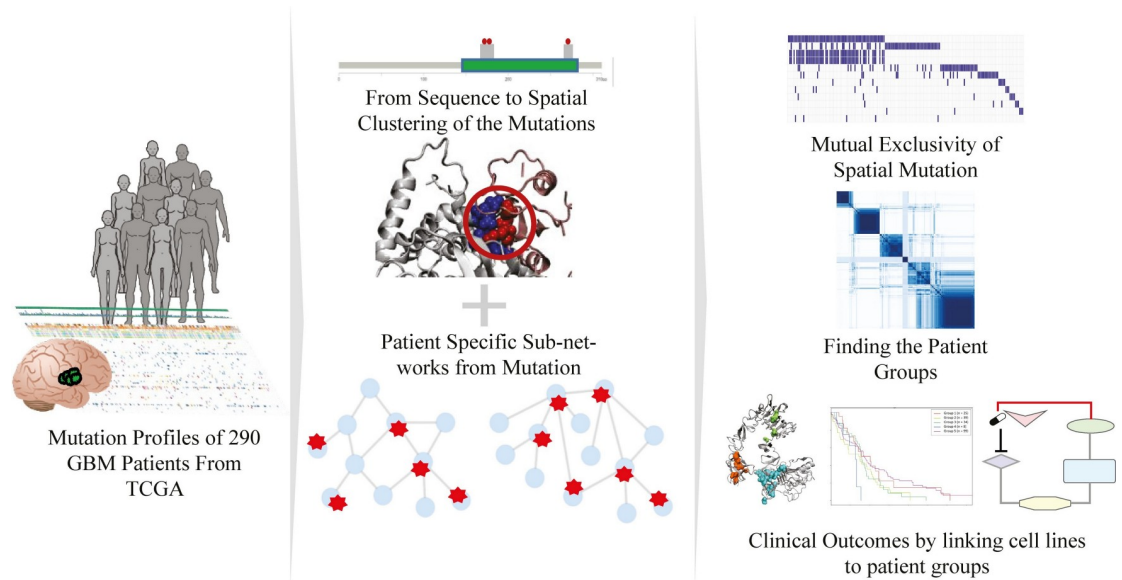 Mutation Profiles of 290
GBM Patients From
TCGA
From Sequence to Spatial
Clustering of the Mutations
Patient Specific Sub-net-
works from Mutation
Mutual Exclusivity of
Spatial Mutation
Finding the Patient
Groups
Clinical Outcomes by linking cell lines
to patient groups